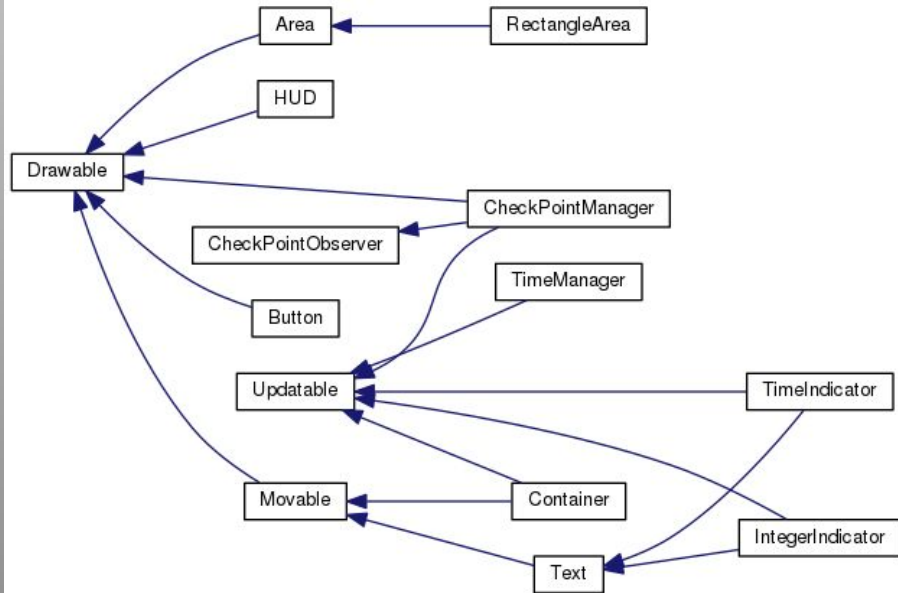 Area
RectangleArea
HUD
Drawable
CheckPointManager
CheckPointObserver
TimeManager
Button
Updatable
TimeIndicator
Movable
Container
IntegerIndicator
Text